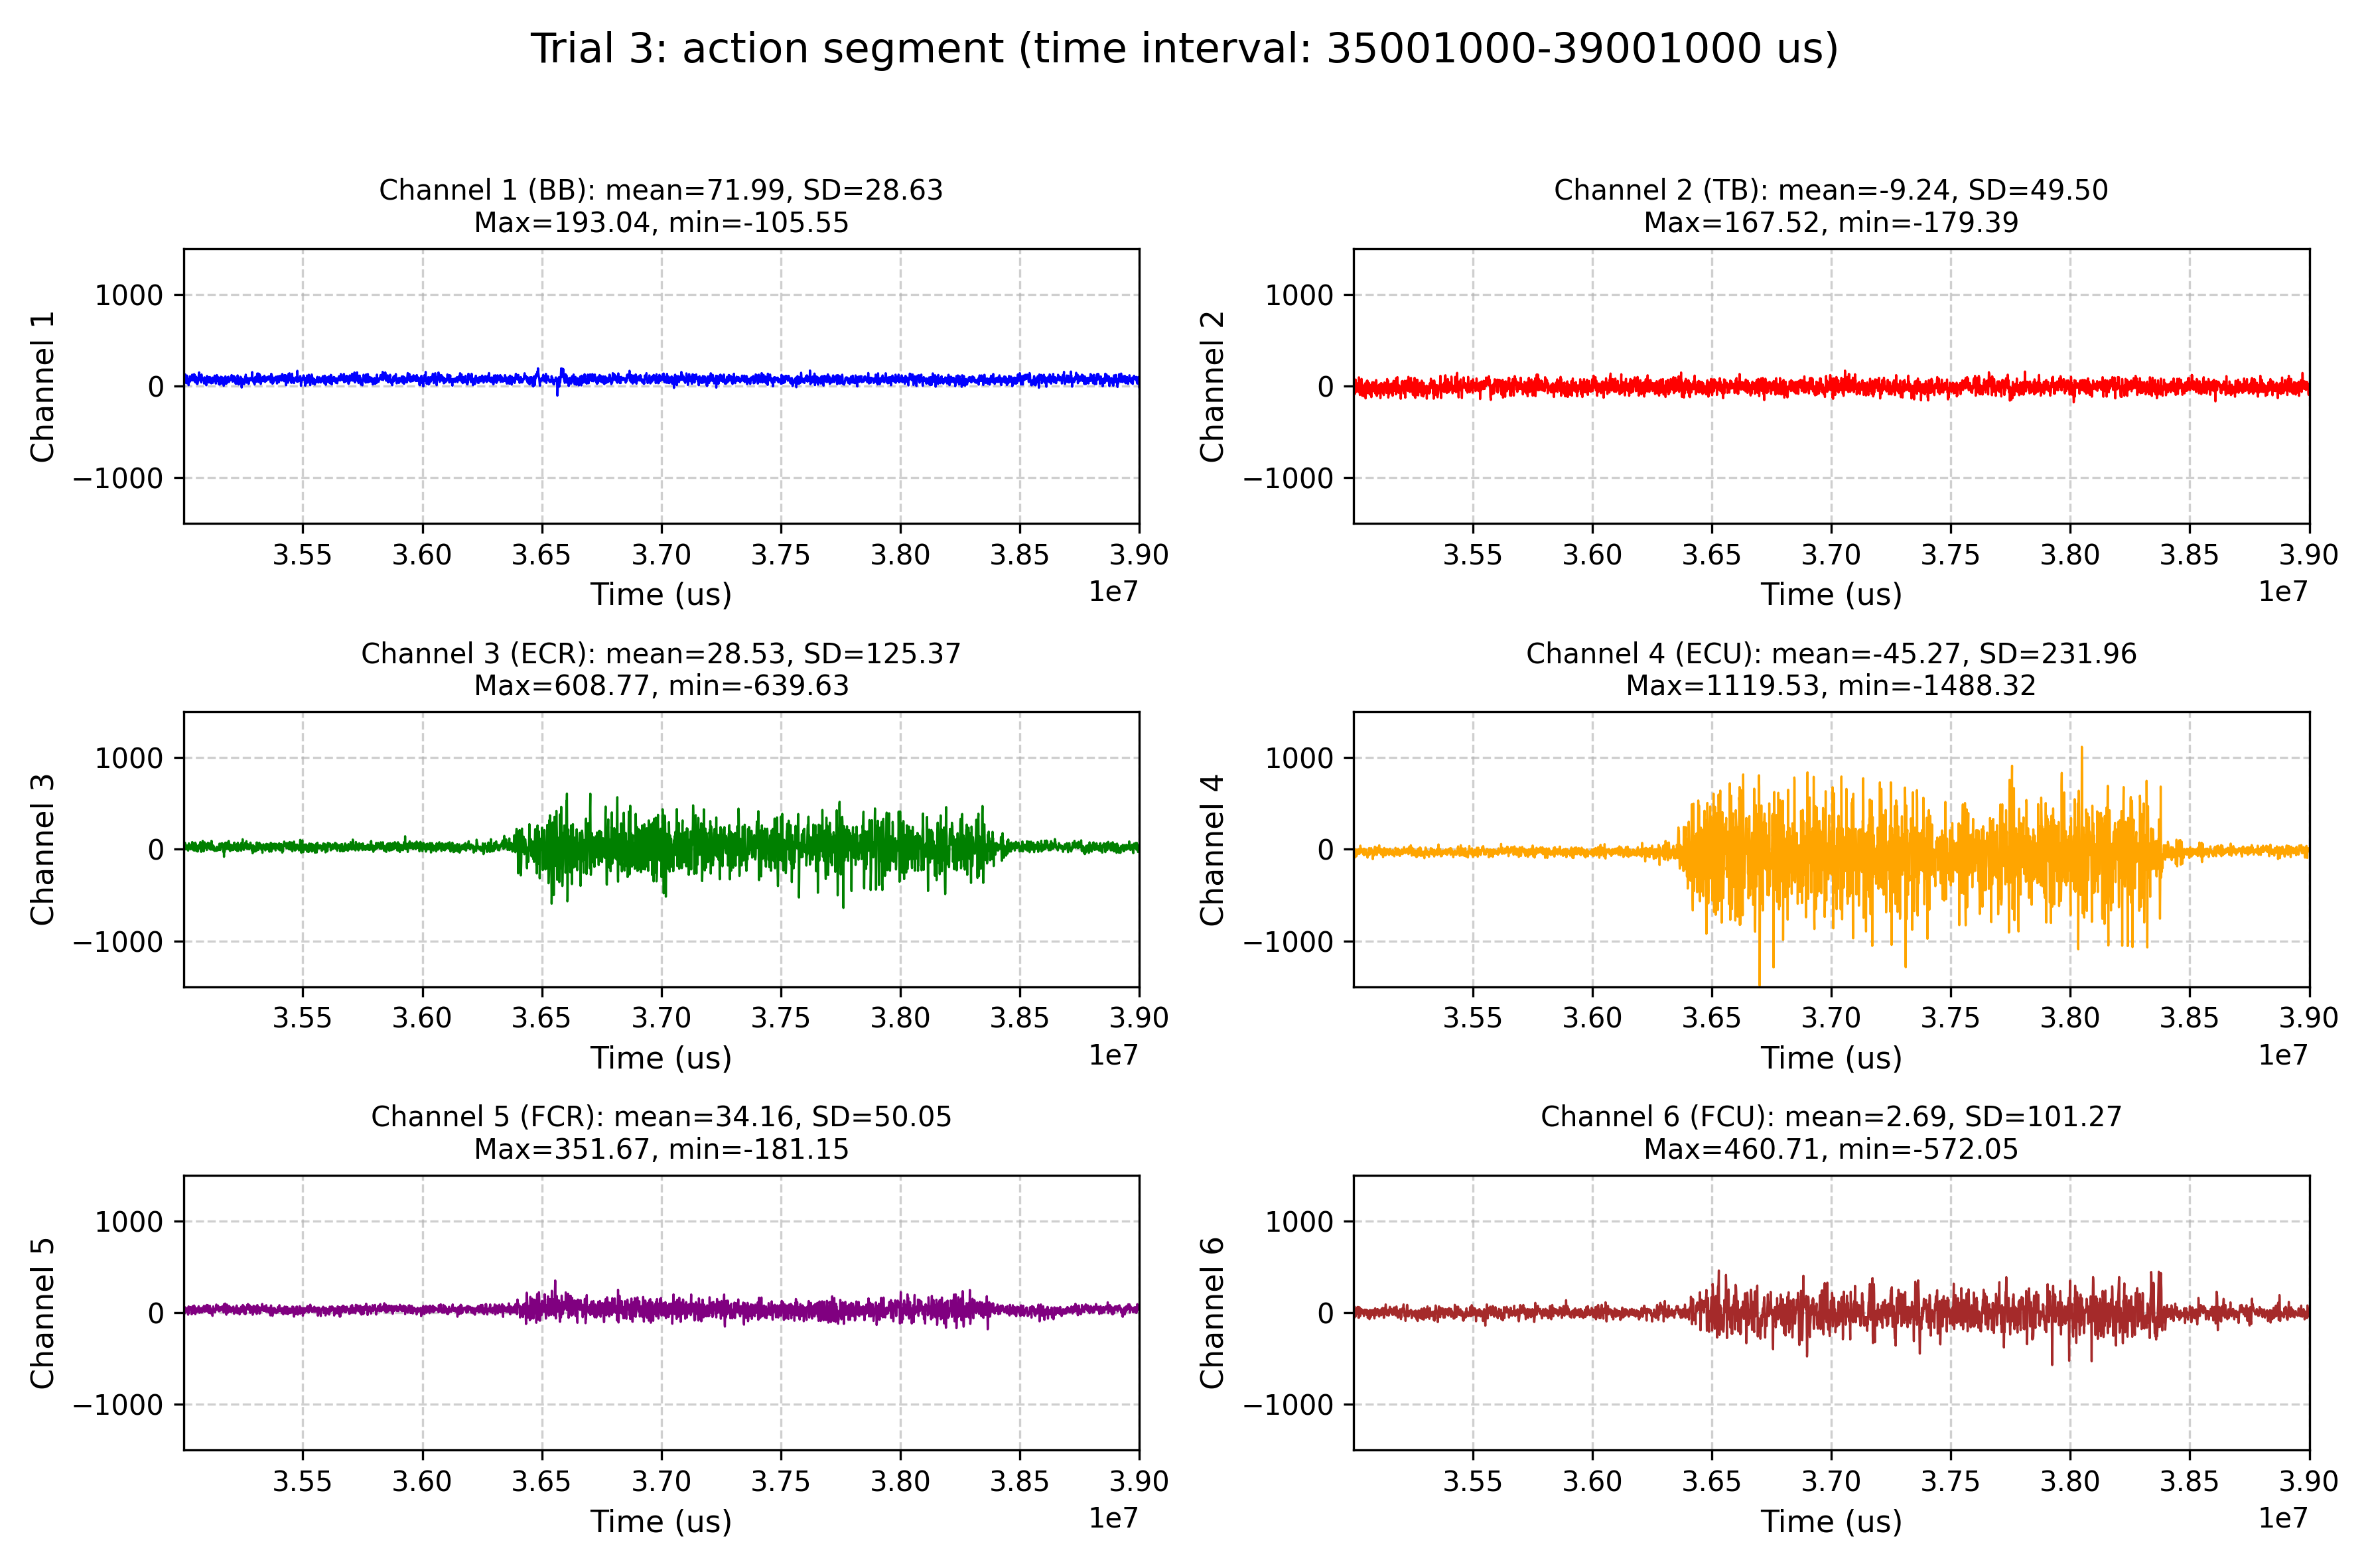 Trial 3: action segment (time interval: 35001000-39001000 us)
Channel 1 (BB): mean=71.99, SD=28.63
Max=193.04, min=-105.55
Channel 1
1000
0
−1000
3.55 3.60 3.65 3.70 3.75 3.80 3.85 3.90
Time (us)
1e7
Channel 2 (TB): mean=-9.24, SD=49.50
Max=167.52, min=-179.39
Channel 2
1000
0
−1000
3.55 3.60 3.65 3.70 3.75 3.80 3.85 3.90
Time (us)
1e7
Channel 3 (ECR): mean=28.53, SD=125.37
Max=608.77, min=-639.63
Channel 3
1000
0
−1000
3.55 3.60 3.65 3.70 3.75 3.80 3.85 3.90
Time (us)
1e7
Channel 4 (ECU): mean=-45.27, SD=231.96
Max=1119.53, min=-1488.32
Channel 4
1000
0
−1000
3.55 3.60 3.65 3.70 3.75 3.80 3.85 3.90
Time (us)
1e7
Channel 5 (FCR): mean=34.16, SD=50.05
Max=351.67, min=-181.15
Channel 5
1000
0
−1000
3.55 3.60 3.65 3.70 3.75 3.80 3.85 3.90
Time (us)
1e7
Channel 6 (FCU): mean=2.69, SD=101.27
Max=460.71, min=-572.05
Channel 6
1000
0
−1000
3.55 3.60 3.65 3.70 3.75 3.80 3.85 3.90
Time (us)
1e7